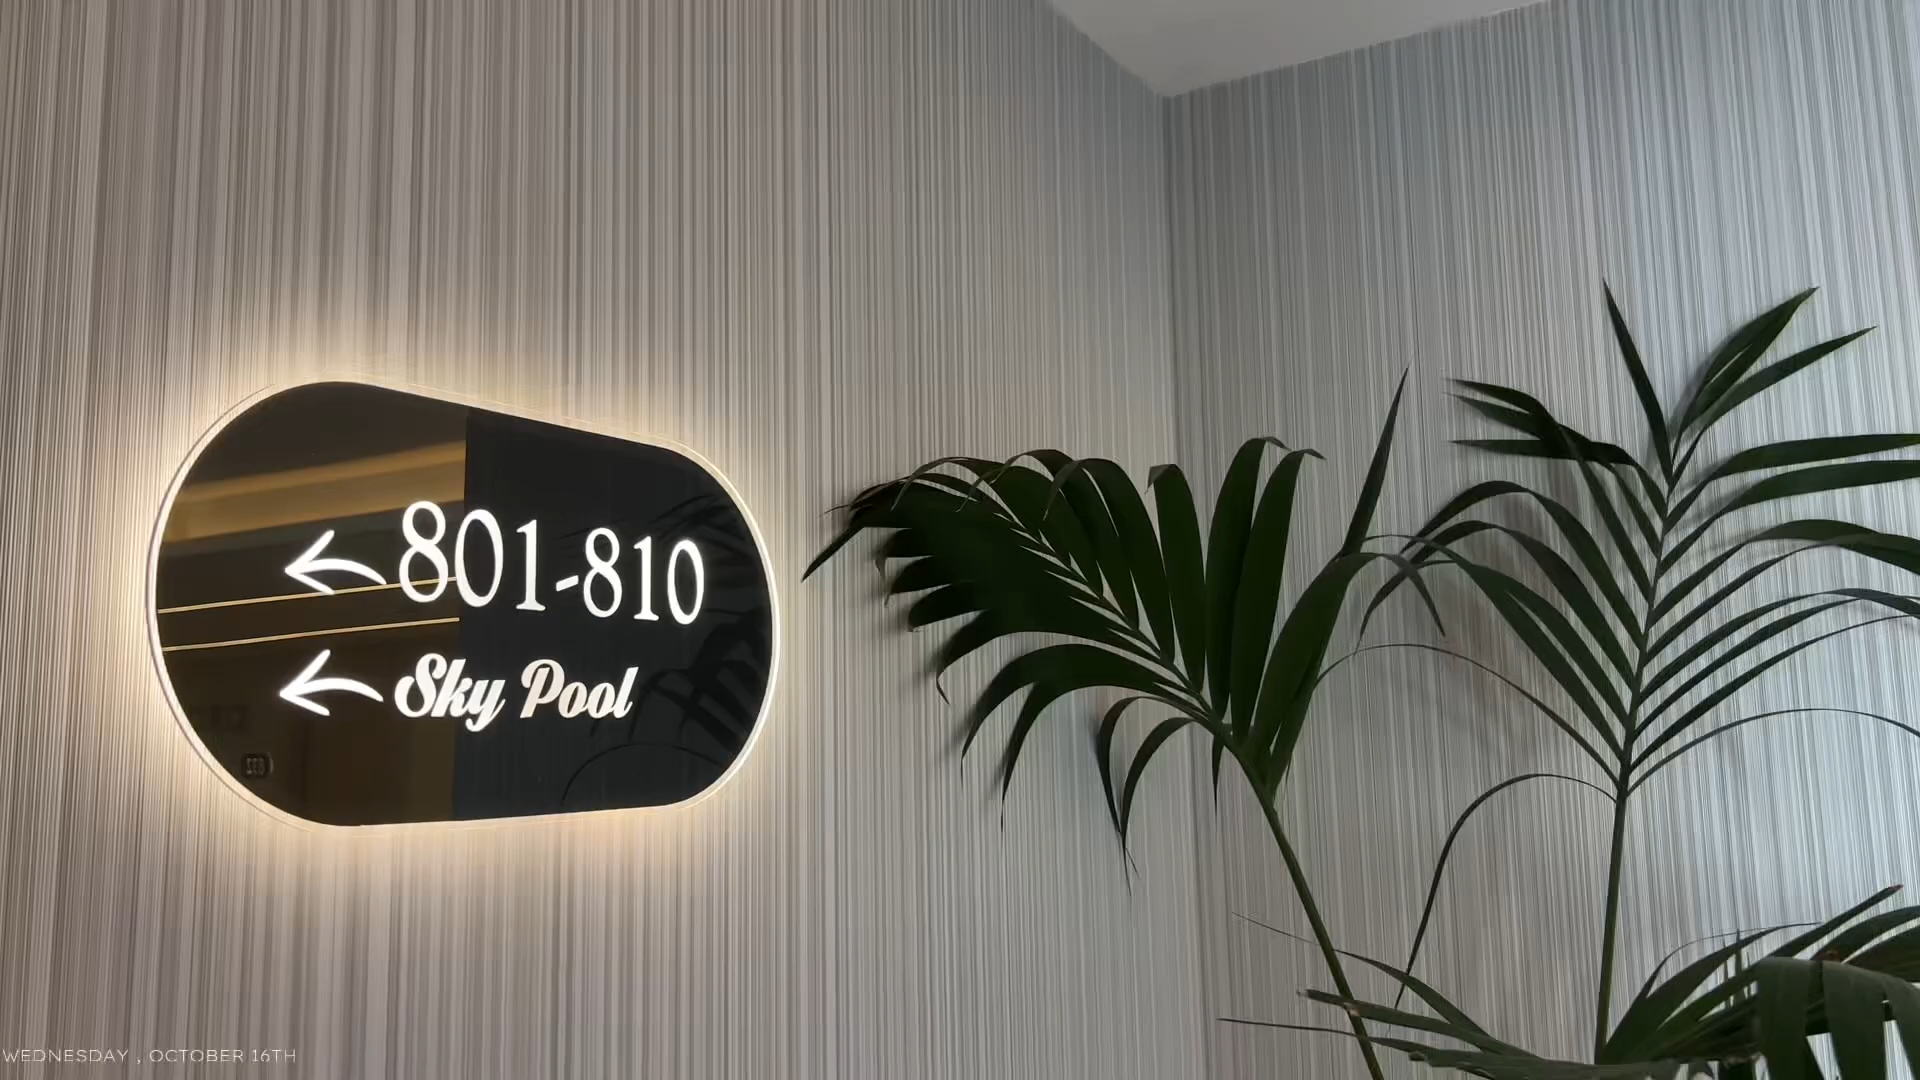 ← 801-810
← Sky Pool
WEDNESDAY , OCTOBER 16TH